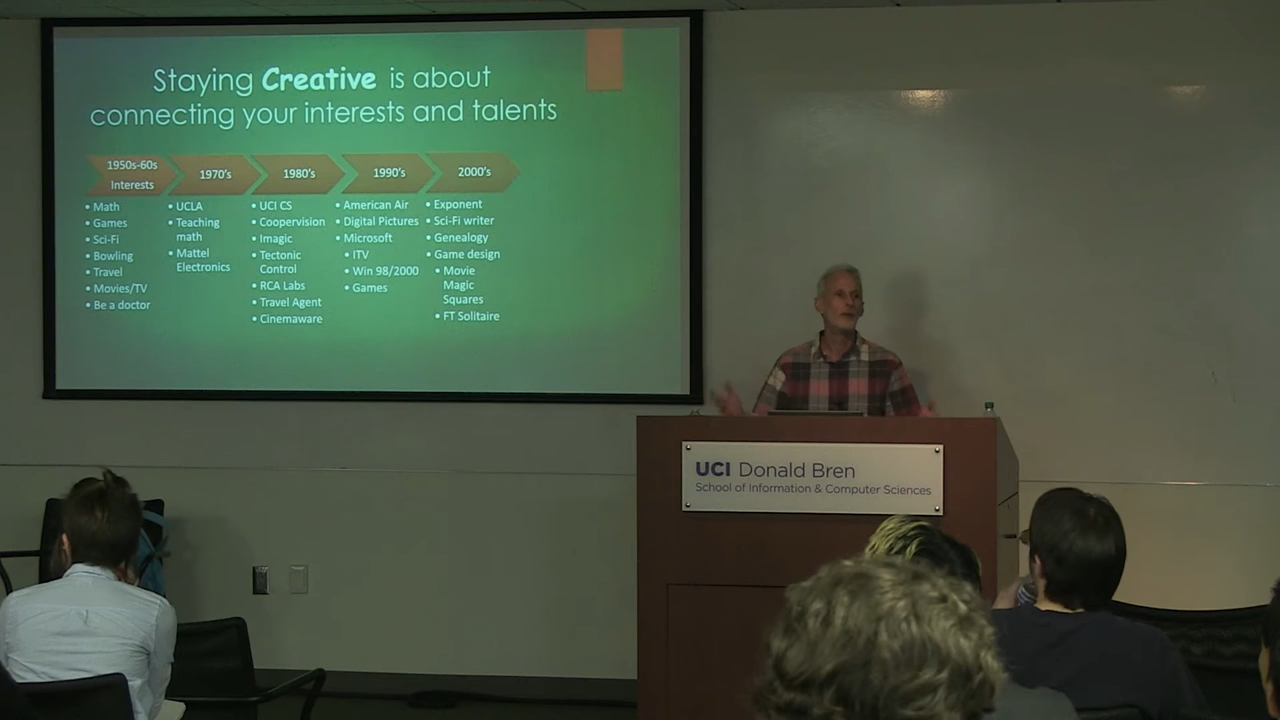 Staying Creative is about
connecting your interests and talents
1950s-60s
Interests
• Math
• Games
• Sci-Fi
• Bowling
• Travel
• Movies/TV
• Be a doctor
1970's
• UCLA
• Teaching
math
• Mattel
Electronics
1980's
• UCI CS
• Coopervision
• Imagic
• Tectonic
Control
• RCA Labs
• Travel Agent
• Cinemaware
1990's
• American Air
• Digital Pictures
• Microsoft
• ITV
• Win 98/2000
• Games
2000's
• Exponent
• Sci-Fi writer
• Genealogy
• Game design
• Movie
Magic
Squares
• FT Solitaire
UCI Donald Bren
School of Information & Computer Sciences